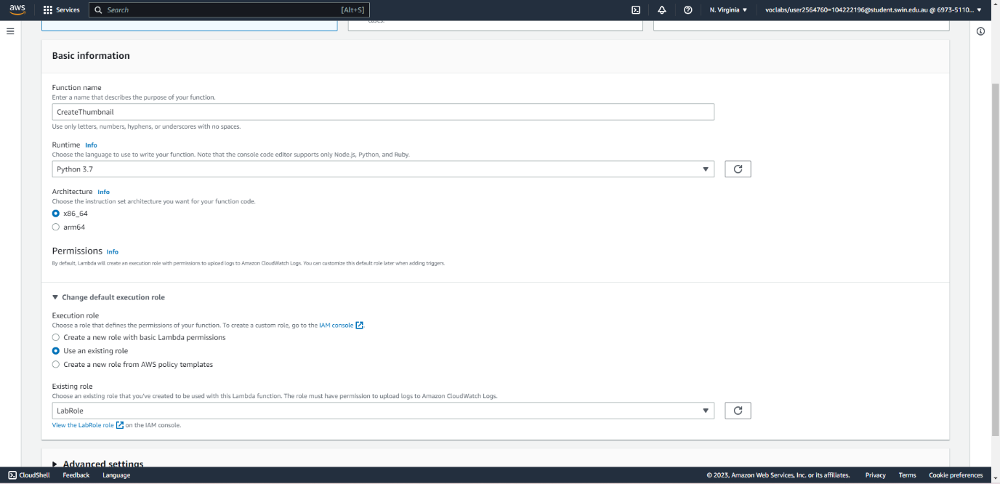 aws
Services
Search
[Alt+S]
N. Virginia
voclabs/user2564760=104222196@student.swin.edu.au @ 6973-5110...
cases.
Basic information
Function name
Enter a name that describes the purpose of your function.
CreateThumbnail
Use only letters, numbers, hyphens, or underscores with no spaces.
Runtime Info
Choose the language to use to write your function. Note that the console code editor supports only Node.js, Python, and Ruby.
Python 3.7
Architecture Info
Choose the instruction set architecture you want for your function code.
x86_64
arm64
Permissions Info
By default, Lambda will create an execution role with permissions to upload logs to Amazon CloudWatch Logs. You can customize this default role later when adding triggers.
Change default execution role
Execution role
Choose a role that defines the permissions of your function. To create a custom role, go to the IAM console.
Create a new role with basic Lambda permissions
Use an existing role
Create a new role from AWS policy templates
Existing role
Choose an existing role that you've created to be used with this Lambda function. The role must have permission to upload logs to Amazon CloudWatch Logs.
LabRole
View the LabRole role on the IAM console.
Advanced settings
CloudShell
Feedback
Language
© 2023, Amazon Web Services, Inc. or its affiliates.
Privacy
Terms
Cookie preferences